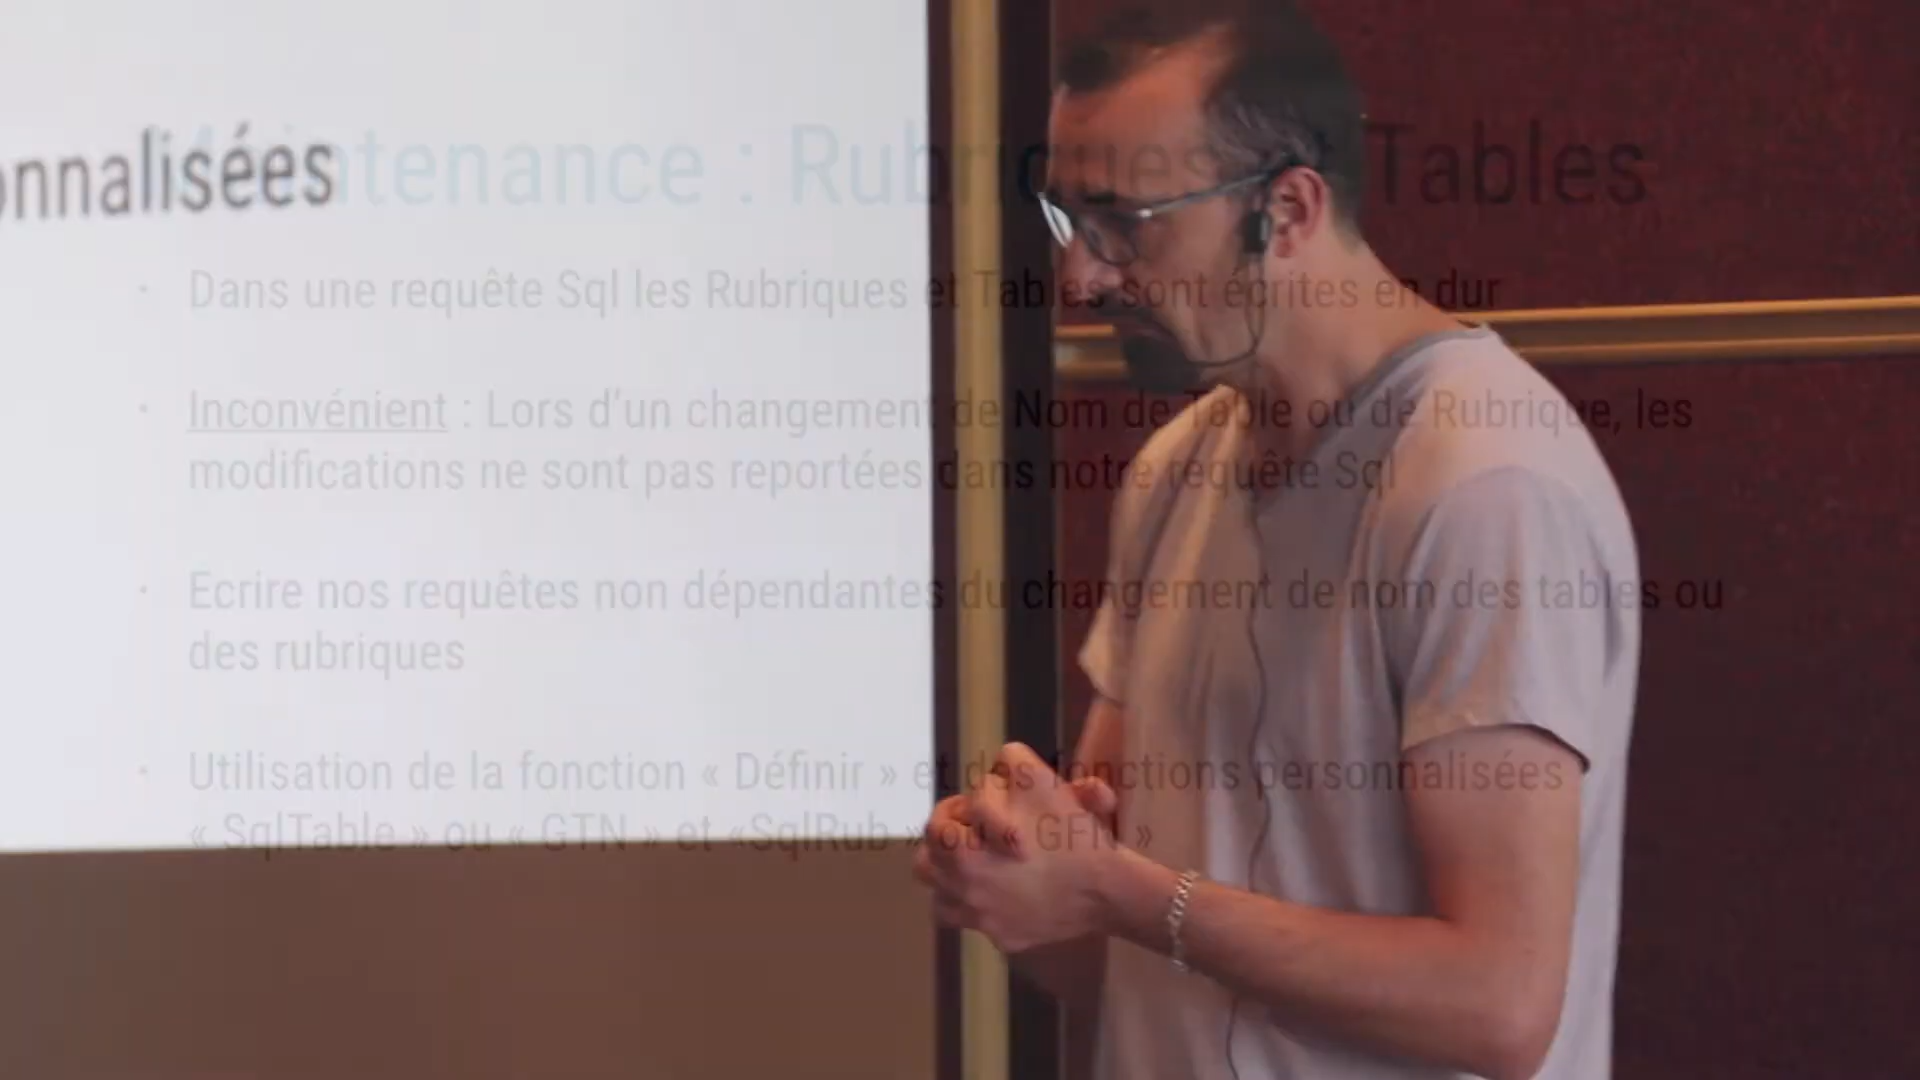 onnalisées
Maintenance : Rubriques et Tables
· Dans une requête Sql les Rubriques et Tables sont écrites en dur
· Inconvénient : Lors d’un changement de Nom de Table ou de Rubrique, les
modifications ne sont pas reportées dans notre requête Sql
· Ecrire nos requêtes non dépendantes du changement de nom des tables ou
des rubriques
· Utilisation de la fonction « Définir » et des fonctions personnalisées
« SqlTable » ou « GTN » et «SqlRub » ou « GFN »